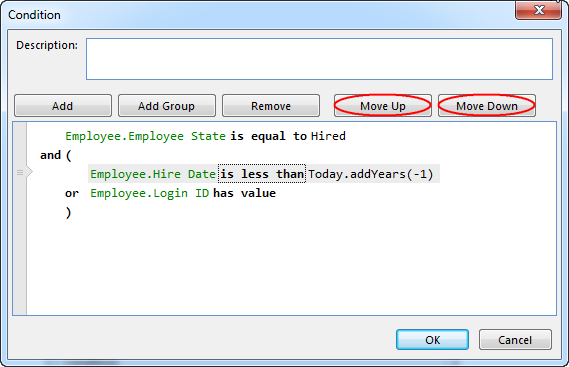 Condition
Description:
Add Add Group Remove Move Up Move Down
Employee.Employee State is equal to Hired
and (
Employee.Hire Date is less than Today.addYears(-1)
or Employee.Login ID has value
)
OK Cancel